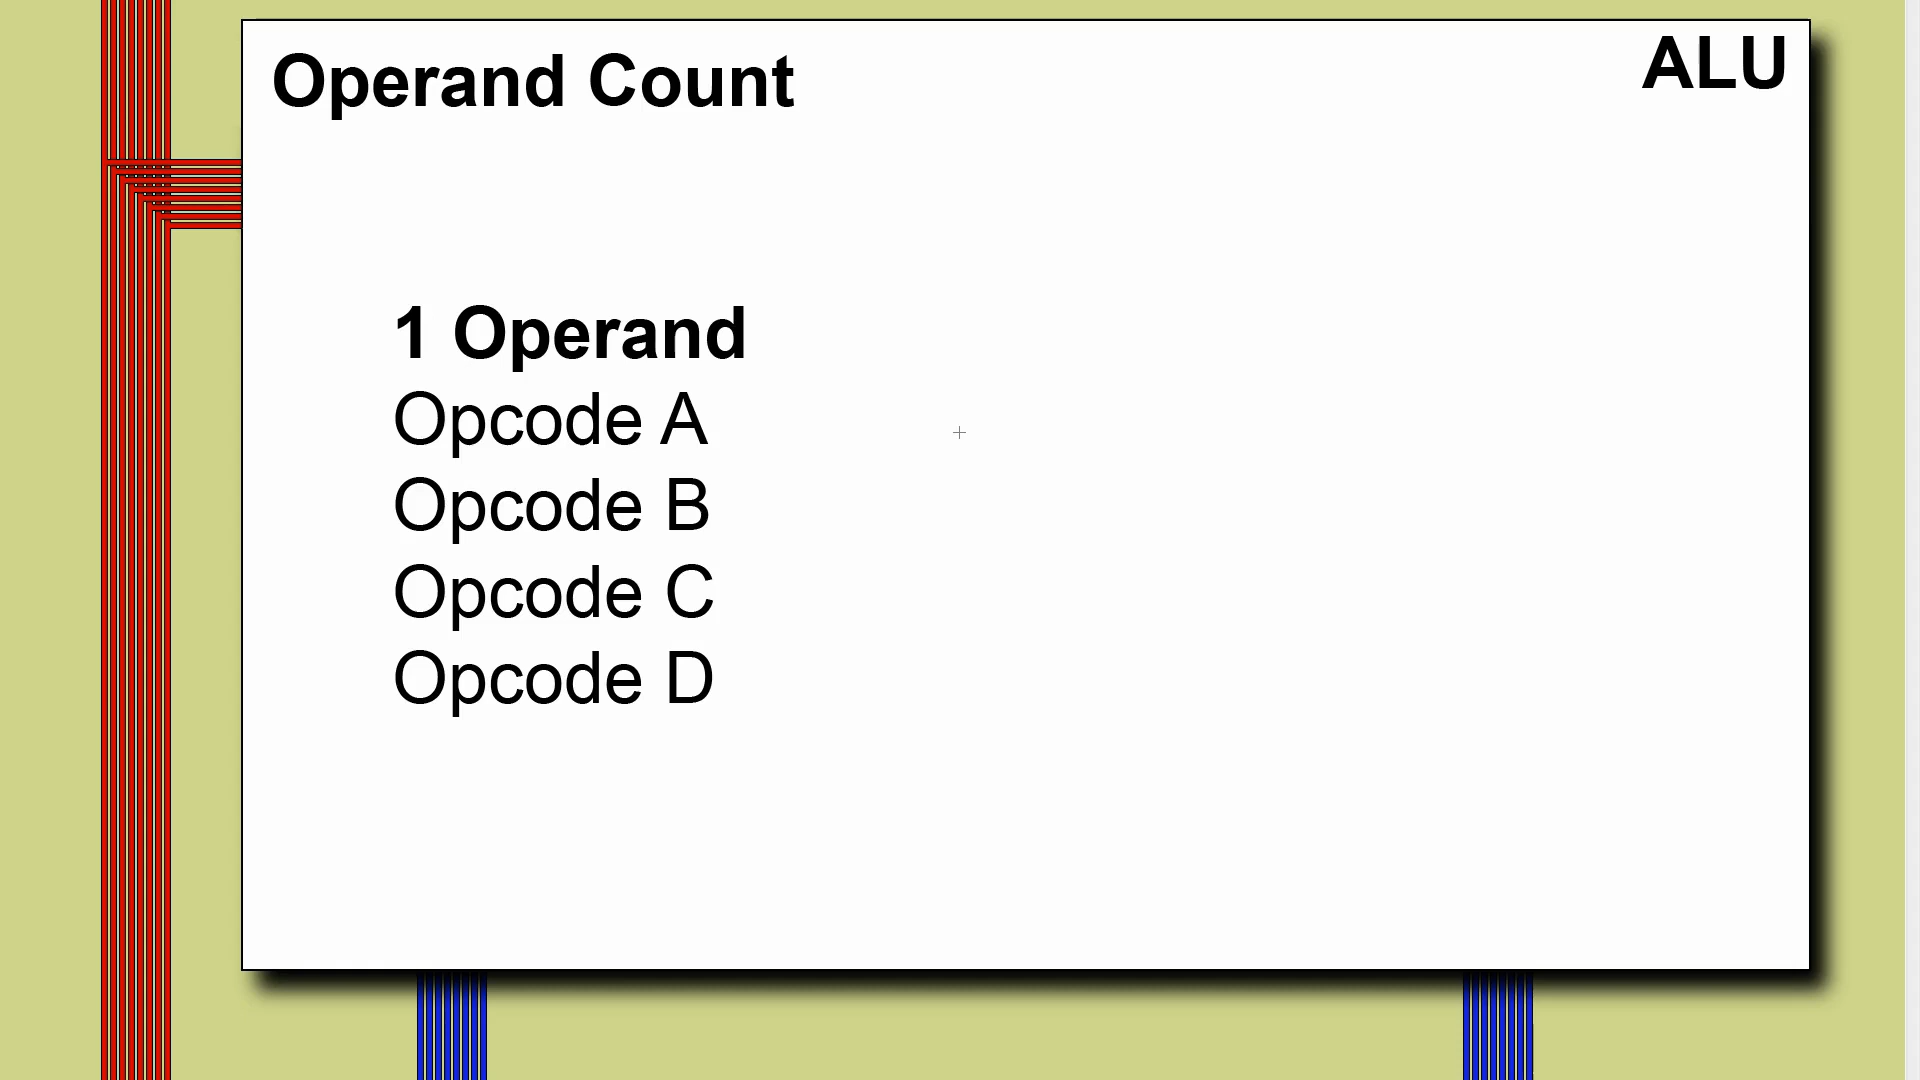 Operand Count
ALU
1 Operand
Opcode A
Opcode B
Opcode C
Opcode D